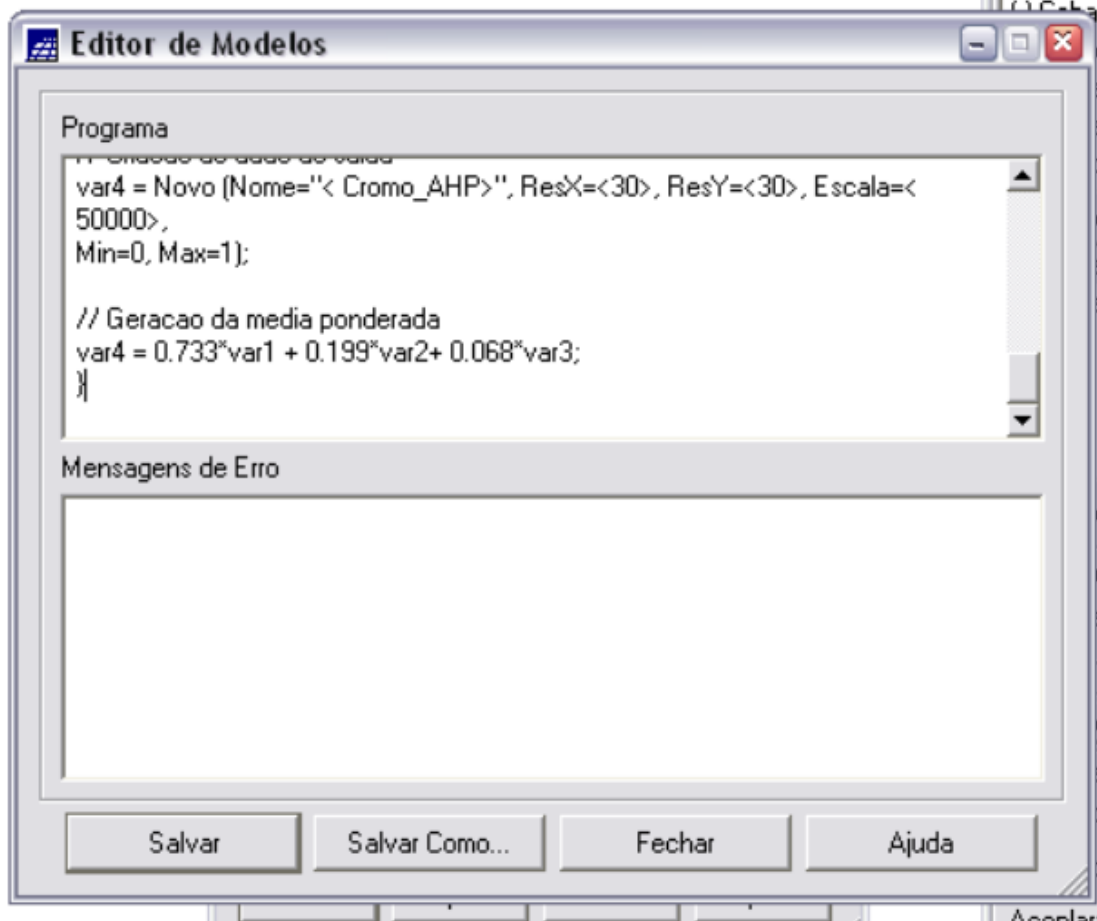 Editor de Modelos
Programa
var4 = Novo (Nome="< Cromo_AHP>", ResX=<30>, ResY=<30>, Escala=<
50000>,
Min=0, Max=1);
// Geracao da media ponderada
var4 = 0.733*var1 + 0.199*var2+ 0.068*var3;
}
Mensagens de Erro
Salvar
Salvar Como...
Fechar
Ajuda